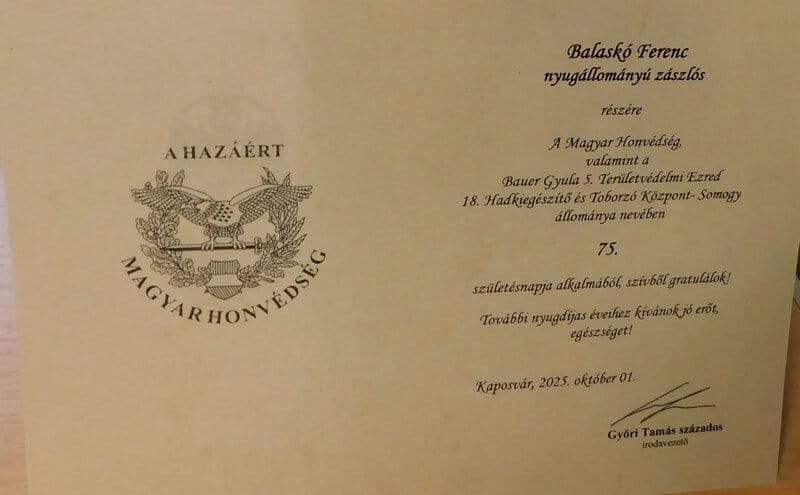 A HAZÁÉRT
MAGYAR HONVÉDSÉG
Balaskó Ferenc
nyugállományú zászlós
részére
A Magyar Honvédség,
valamint a
Bauer Gyula 5. Területvédelmi Ezred
18. Hadkiegészítő és Toborzó Központ- Somogy
állománya nevében
75.
születésnapja alkalmából, szívből gratulálok!
További nyugdíjas éveihez kívánok jó erőt,
egészséget!
Kaposvár, 2025. október 01.
Győri Tamás százados
irodavezető